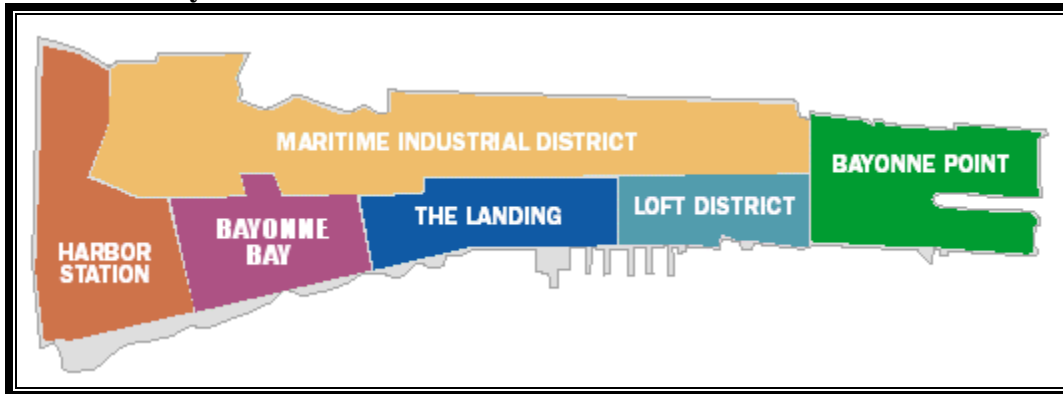 MARITIME INDUSTRIAL DISTRICT
BAYONNE POINT
THE LANDING
LOFT DISTRICT
BAYONNE
BAY
HARBOR
STATION